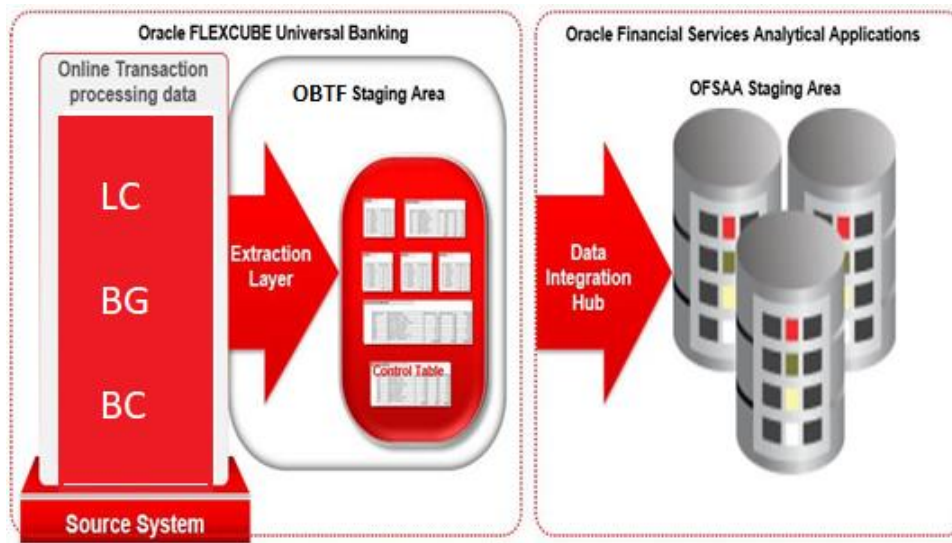 Oracle FLEXCUBE Universal Banking
Online Transaction
processing data
LC
BG
BC
Source System
OBTF Staging Area
Extraction
Layer
Control Table
Oracle Financial Services Analytical Applications
OFSAA Staging Area
Data
Integration
Hub